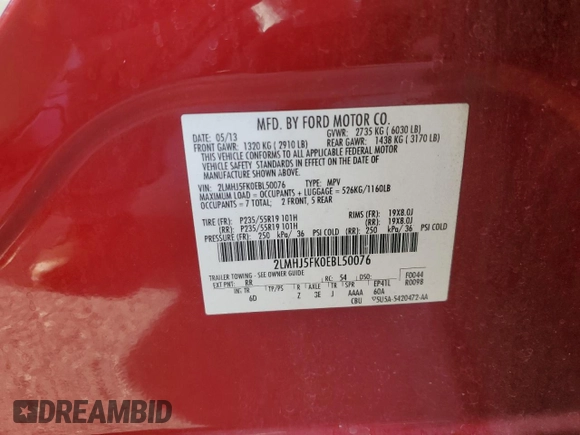 MFD. BY FORD MOTOR CO.
DATE: 05/13 GVWR: 2735 KG ( 6030 LB)
FRONT GAWR: 1320 KG ( 2910 LB) REAR GAWR: 1438 KG ( 3170 LB)
THIS VEHICLE CONFORMS TO ALL APPLICABLE FEDERAL MOTOR
VEHICLE SAFETY STANDARDS IN EFFECT ON THE DATE OF
MANUFACTURE SHOWN ABOVE.
VIN: 2LMHJ5FK0EBL50076 TYPE: MPV
MAXIMUM LOAD = OCCUPANTS + LUGGAGE = 526KG/1160LB
OCCUPANTS = 7 TOTAL; 2 FRONT, 5 REAR
TIRE (FR): P235/55R19 101H RIMS (FR): 19X8.0J
(RR): P235/55R19 101H (RR): 19X8.0J
PRESSURE (FR): 250 kPa/ 36 PSI COLD (RR): 250 kPa/ 36 PSI COLD
2LMHJ5FK0EBL50076
TRAILER TOWING - SEE OWNER GUIDE
EXT PNT: RR RC: 54 DSO: F0044
INT TR TP/PS R AXLE TR SPR EP41L R0098
6D Z 3E J AAAA 60A
CBU 5U5A-5420472-AA
DREAMBID